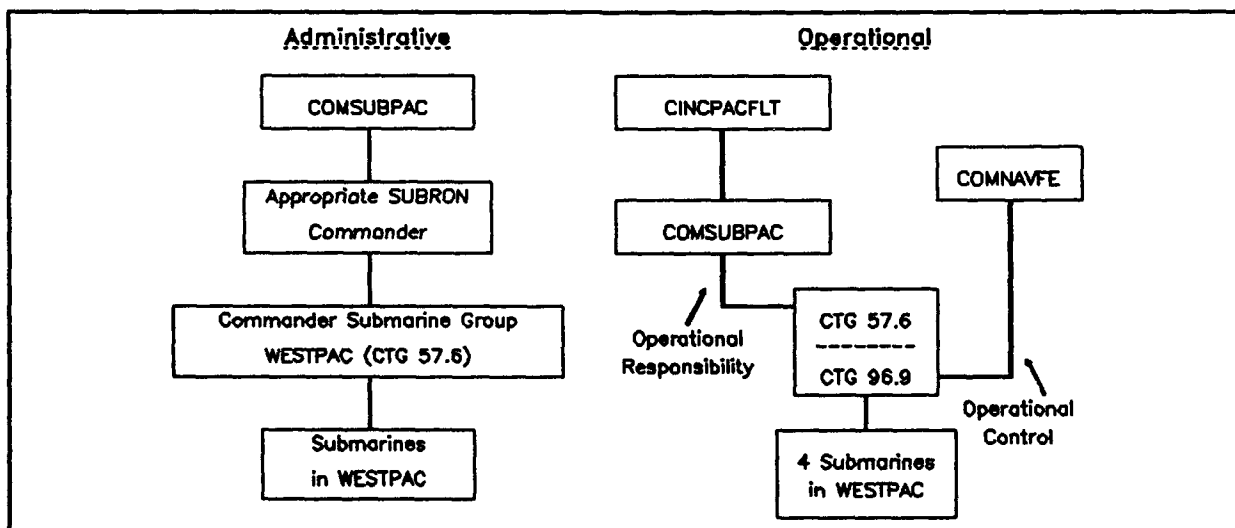 Administrative
COMSUBPAC
Appropriate SUBRON
Commander
Commander Submarine Group
WESTPAC (CTG 57.6)
Submarines
in WESTPAC
Operational
CINCPACFLT
COMNAVFE
COMSUBPAC
Operational
Responsibility
CTG 57.6
CTG 96.9
Operational
Control
4 Submarines
in WESTPAC